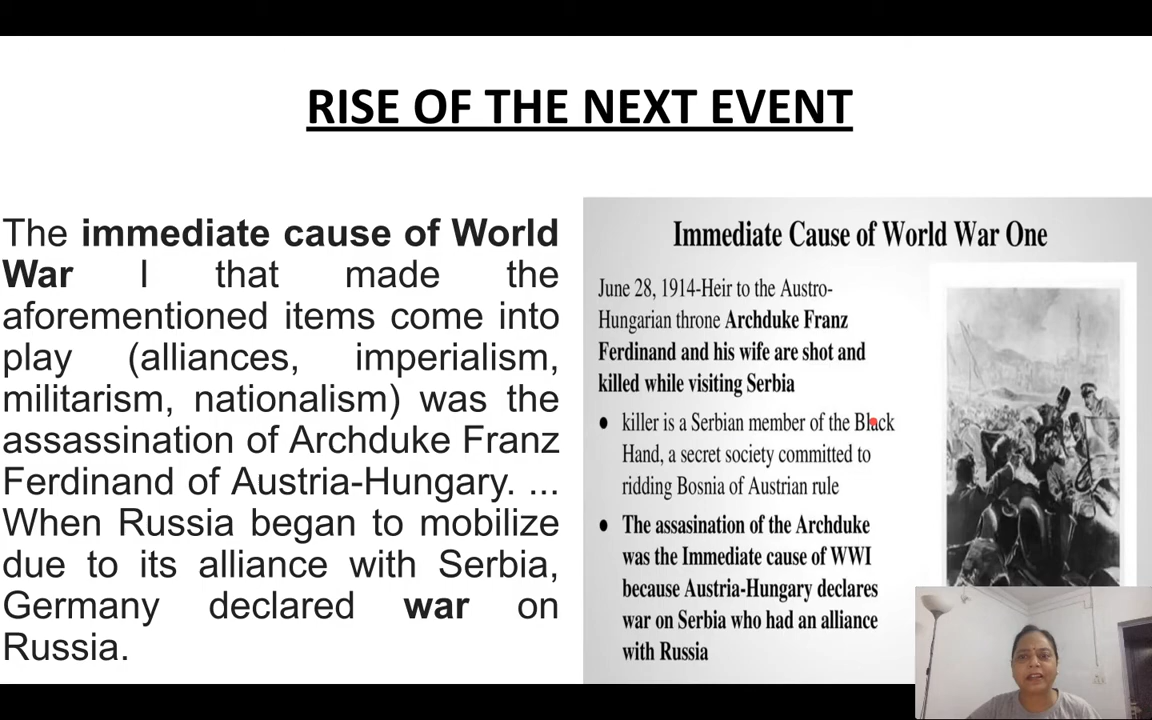 RISE OF THE NEXT EVENT
The immediate cause of World
War I that made the
aforementioned items come into
play (alliances, imperialism,
militarism, nationalism) was the
assassination of Archduke Franz
Ferdinand of Austria-Hungary. ...
When Russia began to mobilize
due to its alliance with Serbia,
Germany declared war on
Russia.
Immediate Cause of World War One
June 28, 1914-Heir to the Austro-
Hungarian throne Archduke Franz
Ferdinand and his wife are shot and
killed while visiting Serbia
● killer is a Serbian member of the Black
Hand, a secret society committed to
ridding Bosnia of Austrian rule
● The assasination of the Archduke
was the Immediate cause of WWI
because Austria-Hungary declares
war on Serbia who had an alliance
with Russia